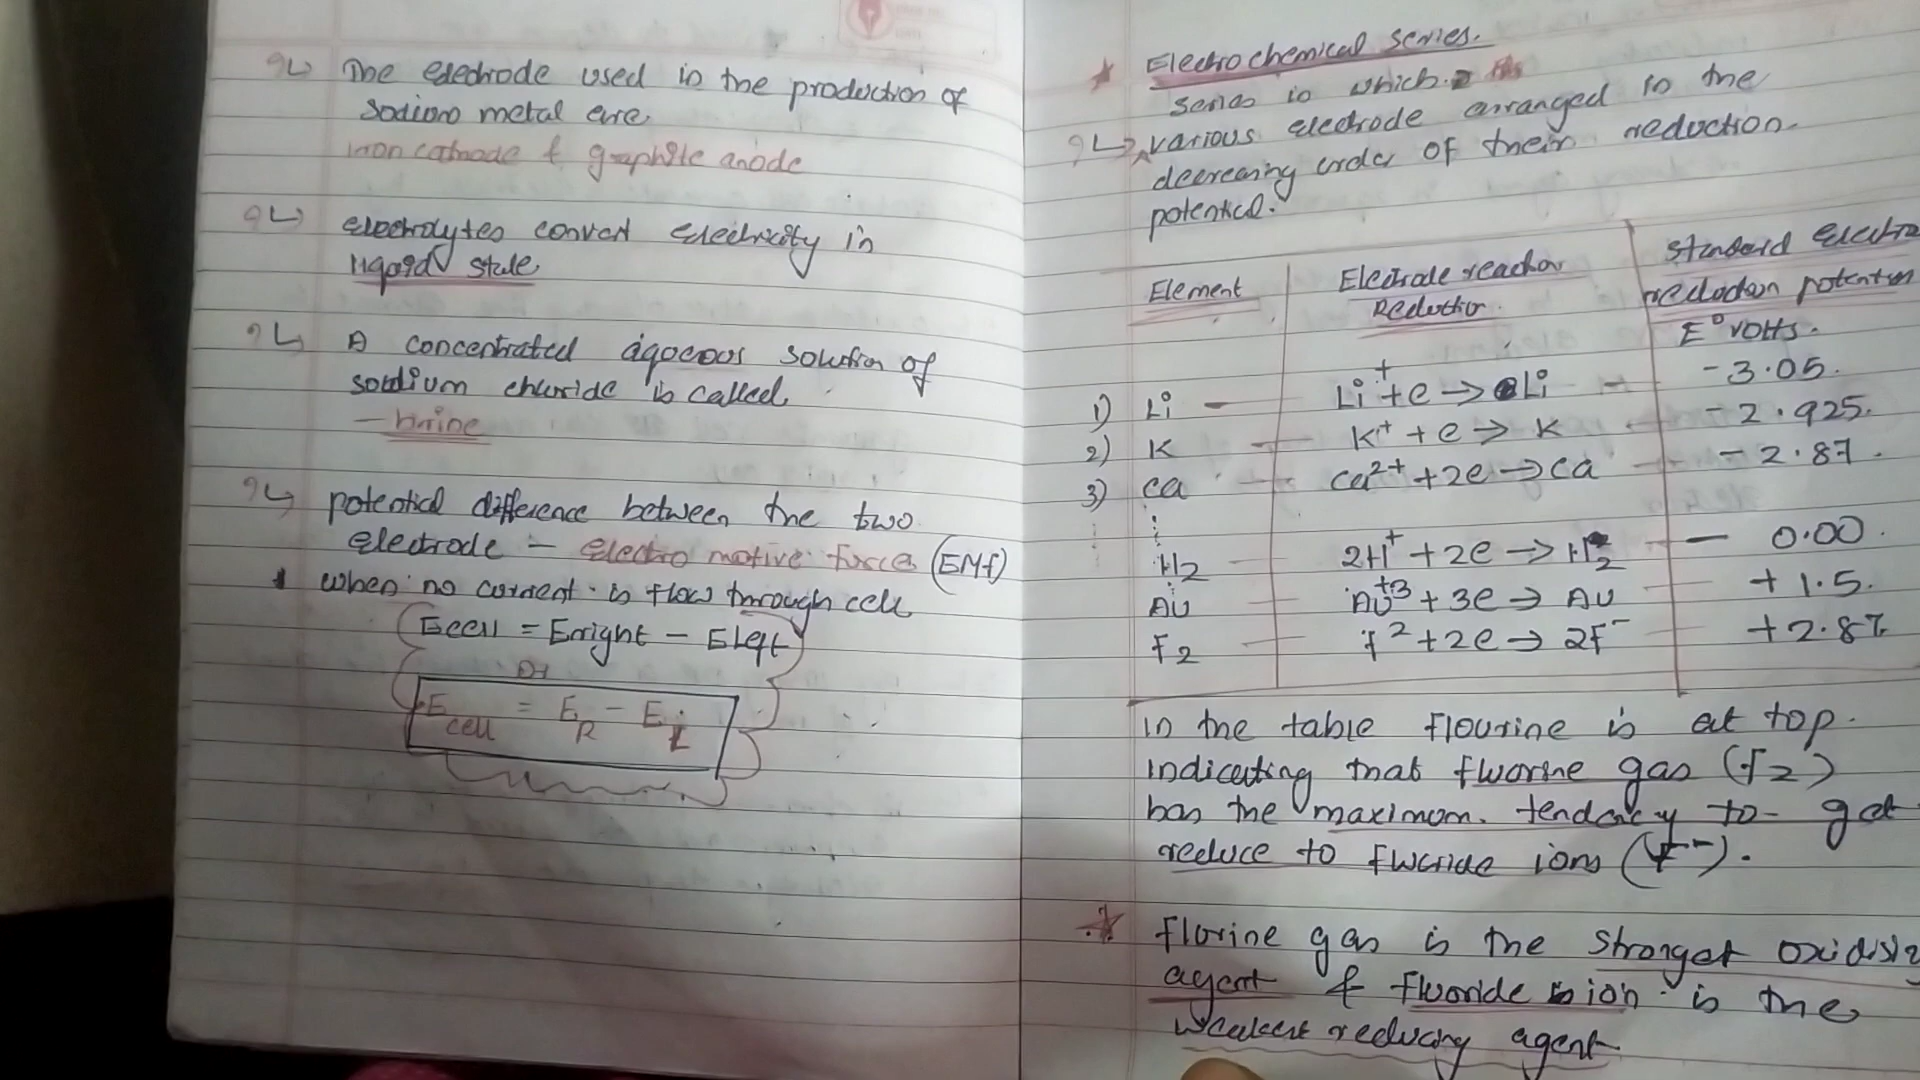 The electrode used in the production of
Sodium metal are
iron cathode & graphite anode
electrolytes convert electricity in
liquid state
A concentrated aqoeous solution of
sodium chloride is called
- brine
potential difference between the two
electrode - electro motive force (EMf)
when no current is flow through cell
Ecell = Eright - Eleft
Or
E cell = E R - E L
Electrochemical series.
series in which
various electrode arranged in the
decreasing order of their reduction
potential.
Element | Electrode reaction Reduction | Standard electro reduction potential E° volts.
1) Li - Li+ + e → Li - - 3.05.
2) K - K+ + e → K - 2.925.
3) Ca - Ca2+ + 2e → Ca - 2.87.
H2 2H+ + 2e → H2 - 0.00.
AU AU+3 + 3e → AU + 1.5.
F2 F2 + 2e → 2F- + 2.87
In the table flourine is at top.
indicating that fluorine gas (F2)
has the maximum. tendency to get
reduce to fluoride ions (F-).
florine gas is the strongest
agent & fluoride ion is the
weakest reducing agent